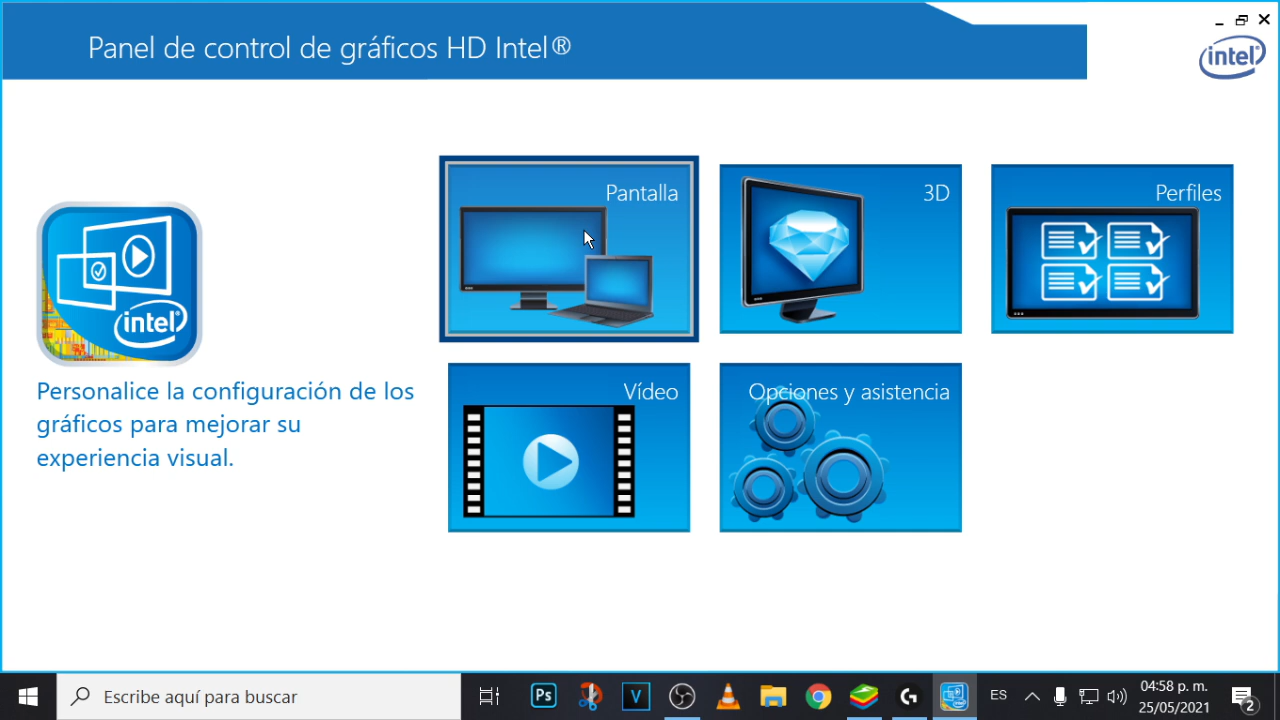 Panel de control de gráficos HD Intel®
intel
Pantalla
3D
Perfiles
intel
Personalice la configuración de los
gráficos para mejorar su
experiencia visual.
Vídeo
Opciones y asistencia
Escribe aquí para buscar
Ps
V
G
ES
04:58 p. m.
25/05/2021
2